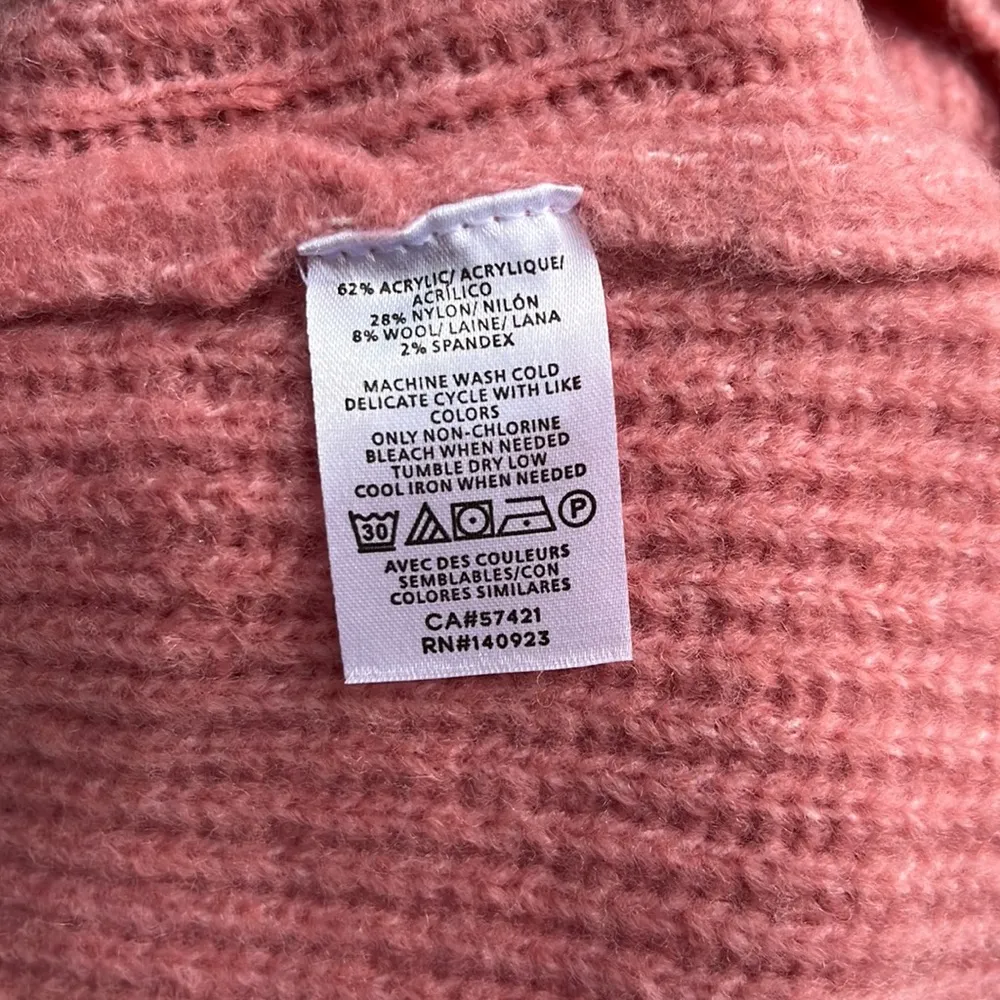 62% ACRYLIC/ ACRYLIQUE/
ACRÍLICO
28% NYLON/ NILÓN
8% WOOL/ LAINE/ LANA
2% SPANDEX
MACHINE WASH COLD
DELICATE CYCLE WITH LIKE
COLORS
ONLY NON-CHLORINE
BLEACH WHEN NEEDED
TUMBLE DRY LOW
COOL IRON WHEN NEEDED
30 P
AVEC DES COULEURS
SEMBLABLES/CON
COLORES SIMILARES
CA#57421
RN#140923